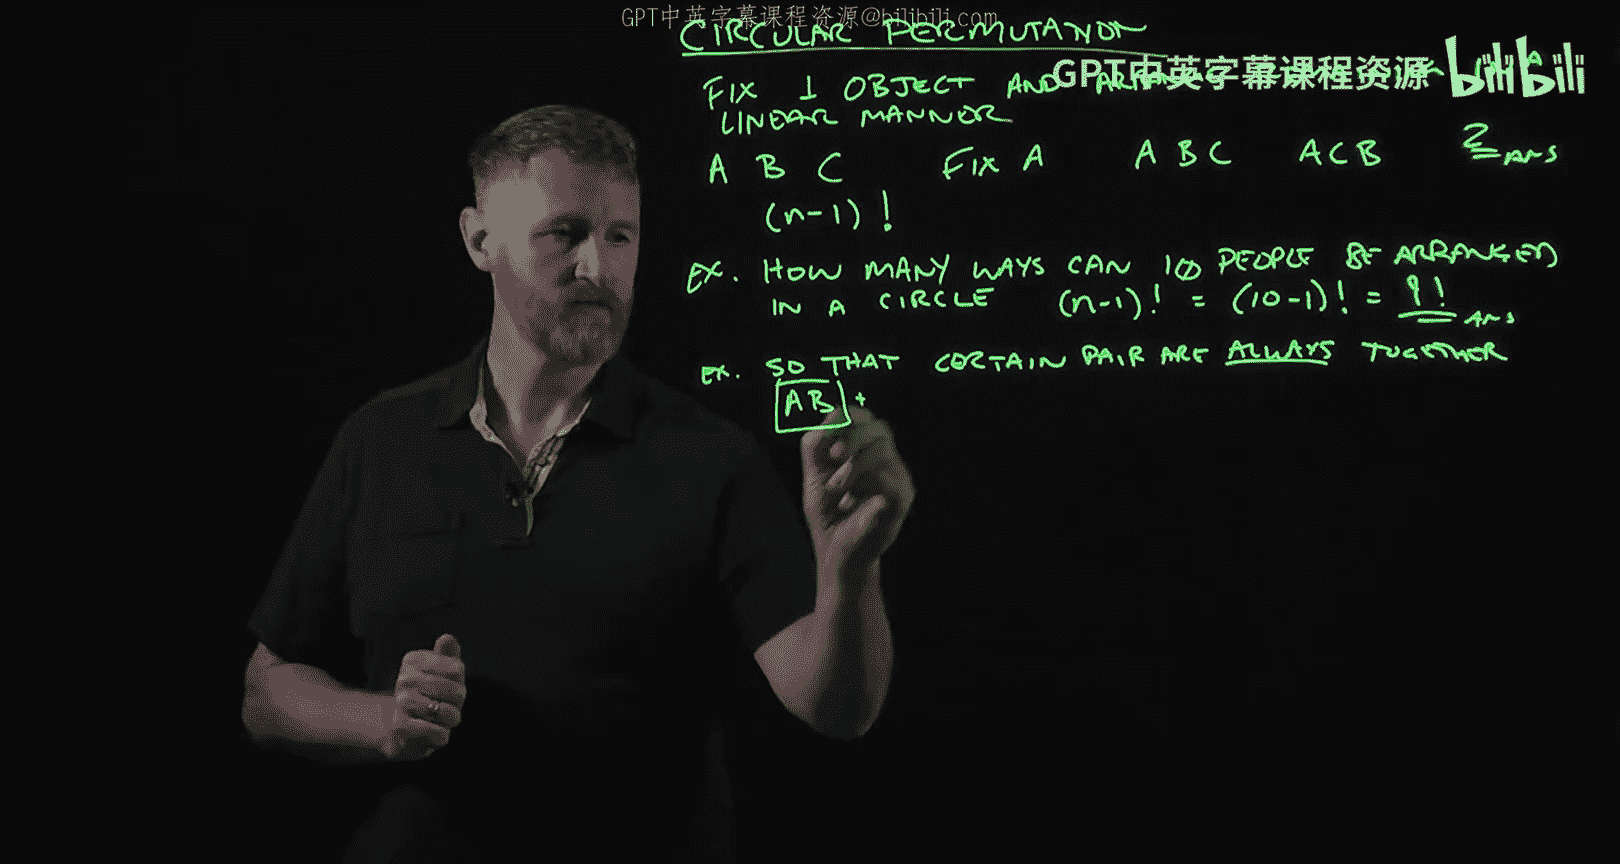 GPT中英字幕课程资源@bilibili.com
CIRCULAR PERMUTATION
GPT中英字幕课程资源 bilibili
FIX 1 OBJECT AND
LINEAR MANNER
A B C FIX A A B C A C B 2 ANS
(n-1)!
EX. HOW MANY WAYS CAN 10 PEOPLE BE ARRANGED
IN A CIRCLE (n-1)! = (10-1)! = 9! ANS
EX. SO THAT CERTAIN PAIR ARE ALWAYS TOGETHER
AB +